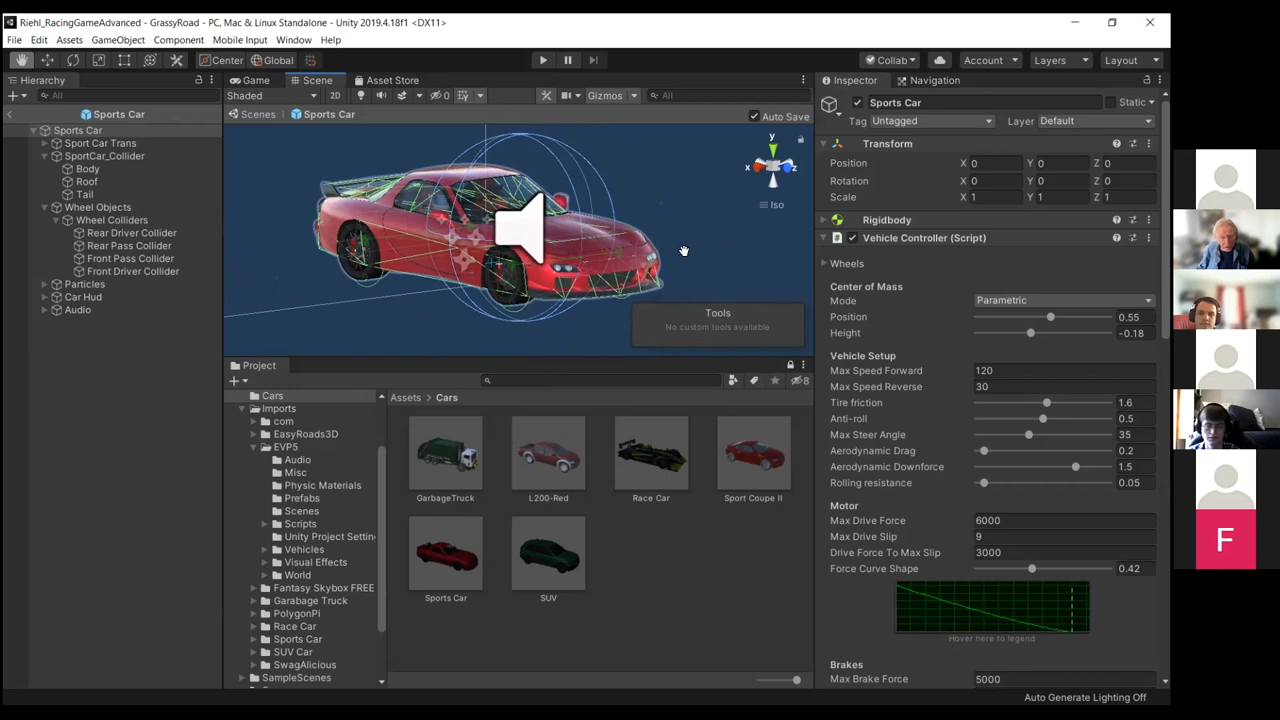 Riehl_RacingGameAdvanced - GrassyRoad - PC, Mac & Linux Standalone - Unity 2019.4.18f1 <DX11>
File Edit Assets GameObject Component Mobile Input Window Help
Center Global Collab Account Layers Layout
Hierarchy
All
Sports Car
Sports Car
Sport Car Trans
SportCar_Collider
Body
Roof
Tail
Wheel Objects
Wheel Colliders
Rear Driver Collider
Rear Pass Collider
Front Pass Collider
Front Driver Collider
Particles
Car Hud
Audio
Game Scene Asset Store
Shaded 2D 0 Gizmos All
Scenes Sports Car Auto Save
y
x z
Iso
Tools
No custom tools available
Project
8
Cars
Imports
com
EasyRoads3D
EVP5
Audio
Misc
Physic Materials
Prefabs
Scenes
Scripts
Unity Project Settin
Vehicles
Visual Effects
World
Fantasy Skybox FREE
Garabage Truck
PolygonPi
Race Car
Sports Car
SUV Car
SwagAlicious
SampleScenes
Assets Cars
GarbageTruck L200-Red Race Car Sport Coupe II
Sports Car SUV
Inspector Navigation
Sports Car Static
Tag Untagged Layer Default
Transform
Position X 0 Y 0 Z 0
Rotation X 0 Y 0 Z 0
Scale X 1 Y 1 Z 1
Rigidbody
Vehicle Controller (Script)
Wheels
Center of Mass
Mode Parametric
Position 0.55
Height -0.18
Vehicle Setup
Max Speed Forward 120
Max Speed Reverse 30
Tire friction 1.6
Anti-roll 0.5
Max Steer Angle 35
Aerodynamic Drag 0.2
Aerodynamic Downforce 1.5
Rolling resistance 0.05
Motor
Max Drive Force 6000
Max Drive Slip 9
Drive Force To Max Slip 3000
Force Curve Shape 0.42
Hover here to legend
Brakes
Max Brake Force 5000
Auto Generate Lighting Off
F